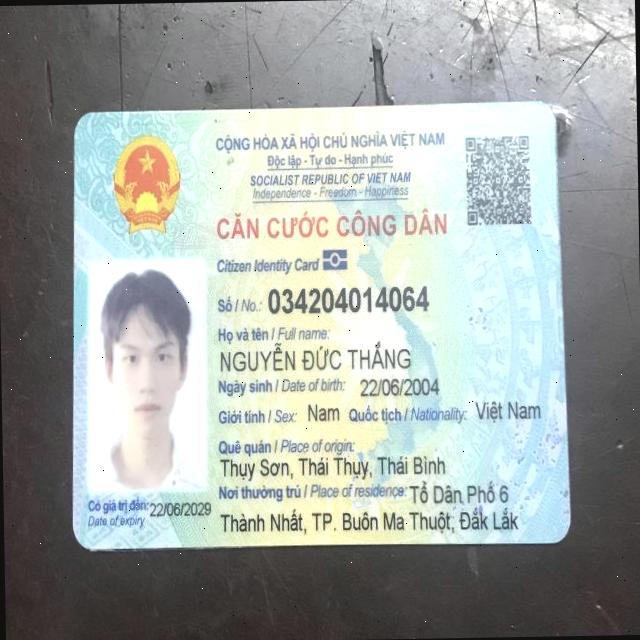 CỘNG HÒA XÃ HỘI CHỦ NGHĨA VIỆT NAM
Độc lập - Tự do - Hạnh phúc
SOCIALIST REPUBLIC OF VIET NAM
Independence - Freedom - Happiness
CĂN CƯỚC CÔNG DÂN
Citizen Identity Card
Số / No.: 034204014064
Họ và tên / Full name:
NGUYỄN ĐỨC THẮNG
Ngày sinh / Date of birth: 22/06/2004
Giới tính / Sex: Nam Quốc tịch / Nationality: Việt Nam
Quê quán / Place of origin:
Thụy Sơn, Thái Thụy, Thái Bình
Nơi thường trú / Place of residence: Tổ Dân Phố 6
Thành Nhất, TP. Buôn Ma Thuột, Đắk Lắk
Có giá trị đến: 22/06/2029
Date of expiry